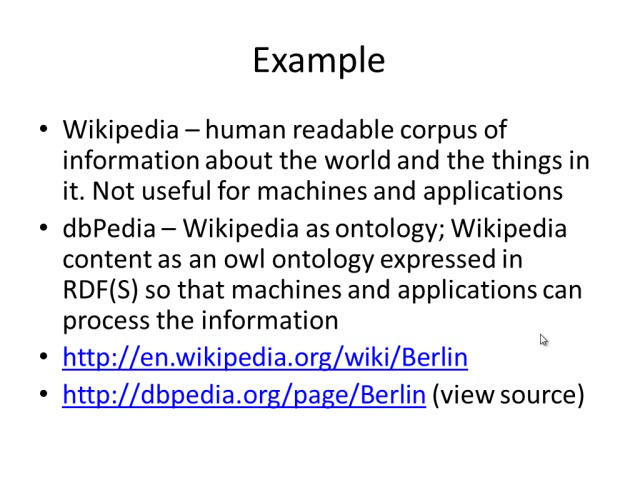 Example
• Wikipedia – human readable corpus of
information about the world and the things in
it. Not useful for machines and applications
• dbPedia – Wikipedia as ontology; Wikipedia
content as an owl ontology expressed in
RDF(S) so that machines and applications can
process the information
• http://en.wikipedia.org/wiki/Berlin
• http://dbpedia.org/page/Berlin (view source)